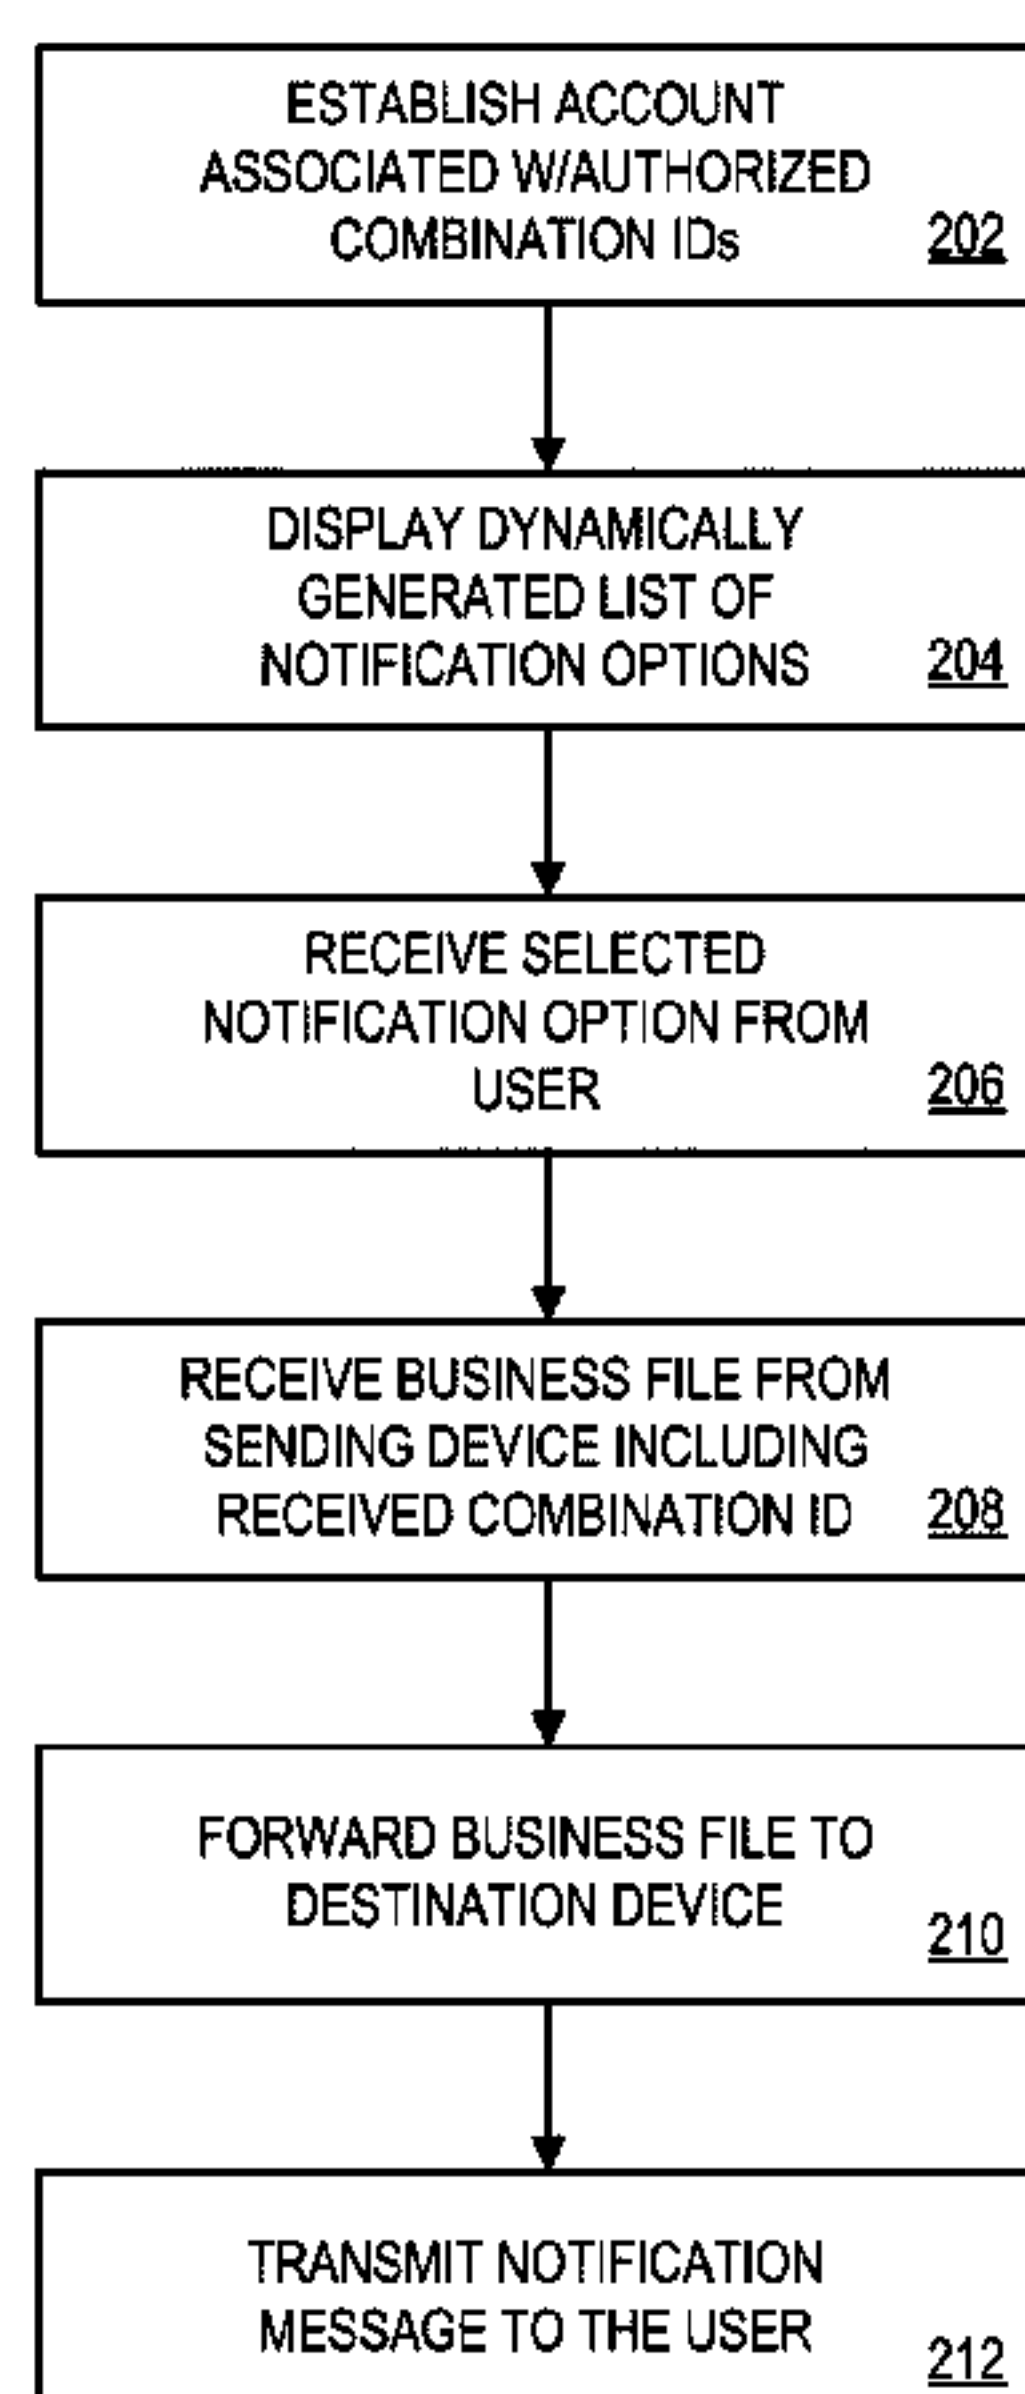 ESTABLISH ACCOUNT
ASSOCIATED W/AUTHORIZED
COMBINATION IDs
202
DISPLAY DYNAMICALLY
GENERATED LIST OF
NOTIFICATION OPTIONS
204
RECEIVE SELECTED
NOTIFICATION OPTION FROM
USER
206
RECEIVE BUSINESS FILE FROM
SENDING DEVICE INCLUDING
RECEIVED COMBINATION ID
208
FORWARD BUSINESS FILE TO
DESTINATION DEVICE
210
TRANSMIT NOTIFICATION
MESSAGE TO THE USER
212